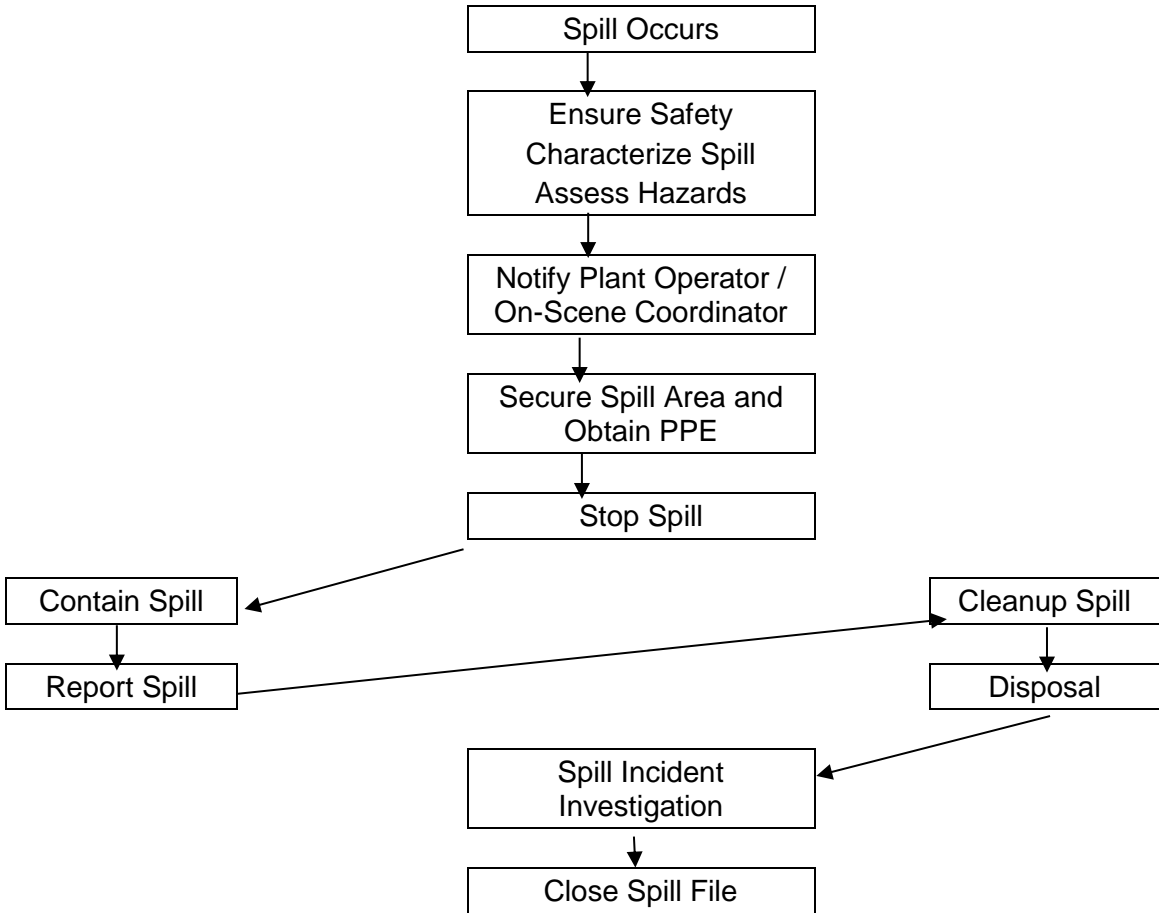 Spill Occurs
Ensure Safety
Characterize Spill
Assess Hazards
Notify Plant Operator /
On-Scene Coordinator
Secure Spill Area and
Obtain PPE
Stop Spill
Contain Spill
Report Spill
Cleanup Spill
Disposal
Spill Incident
Investigation
Close Spill File